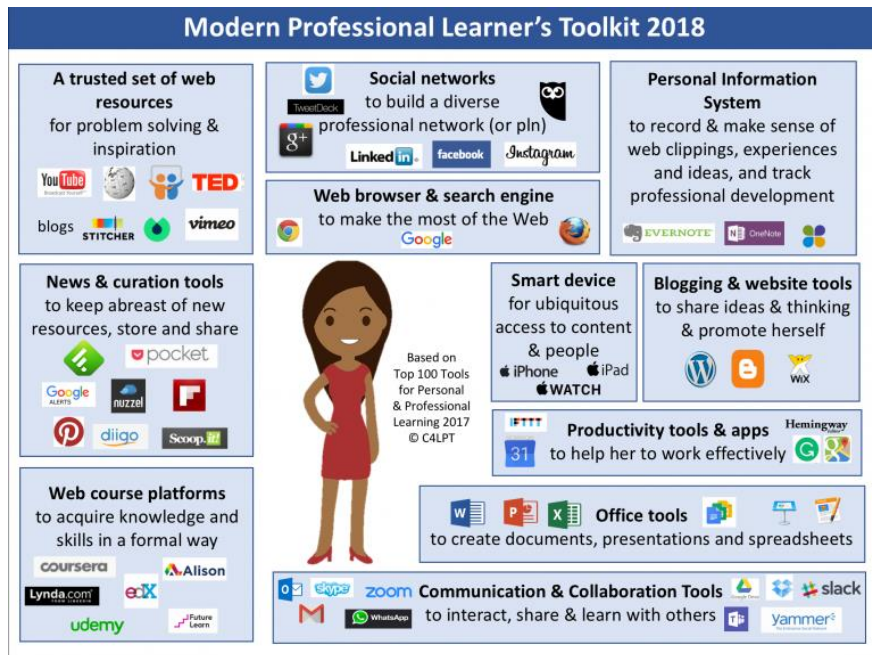 Modern Professional Learner's Toolkit 2018
A trusted set of web
resources
for problem solving &
inspiration
You Tube
TED
blogs
STITCHER
vimeo
Social networks
to build a diverse
professional network (or pln)
TweetDeck
g+
Linked in
facebook
Instagram
Personal Information
System
to record & make sense of
web clippings, experiences
and ideas, and track
professional development
EVERNOTE
N
OneNote
Web browser & search engine
to make the most of the Web
Google
News & curation tools
to keep abreast of new
resources, store and share
pocket
Google
ALERTS
nuzzel
diigo
Scoop.it!
Based on
Top 100 Tools
for Personal
& Professional
Learning 2017
© C4LPT
Smart device
for ubiquitous
access to content
& people
iPhone
iPad
WATCH
Blogging & website tools
to share ideas & thinking
& promote herself
WiX
IFTTT
31
Productivity tools & apps
to help her to work effectively
Hemingway
G
Web course platforms
to acquire knowledge and
skills in a formal way
coursera
Alison
Lynda.com
edX
udemy
Future
Learn
W
P
X
Office tools
to create documents, presentations and spreadsheets
skype
zoom
Communication & Collaboration Tools
to interact, share & learn with others
WhatsApp
slack
yammer